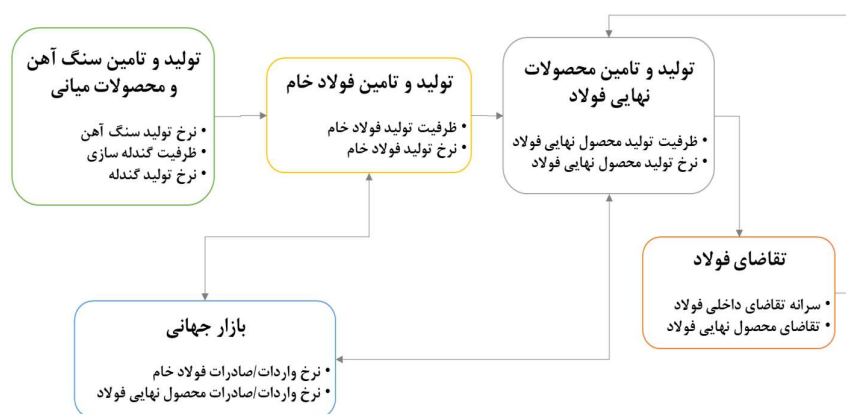 تولید و تامین سنگ آهن
و محصولات میانی
• نرخ تولید سنگ آهن
• ظرفیت گندله سازی
• نرخ تولید گندله
تولید و تامین فولاد خام
• ظرفیت تولید فولاد خام
• نرخ تولید فولاد خام
تولید و تامین محصولات
نهایی فولاد
• ظرفیت تولید محصول نهایی فولاد
• نرخ تولید محصول نهایی فولاد
تقاضای فولاد
• سرانه تقاضای داخلی فولاد
• تقاضای محصول نهایی فولاد
بازار جهانی
• نرخ واردات/صادرات فولاد خام
• نرخ واردات/صادرات محصول نهایی فولاد